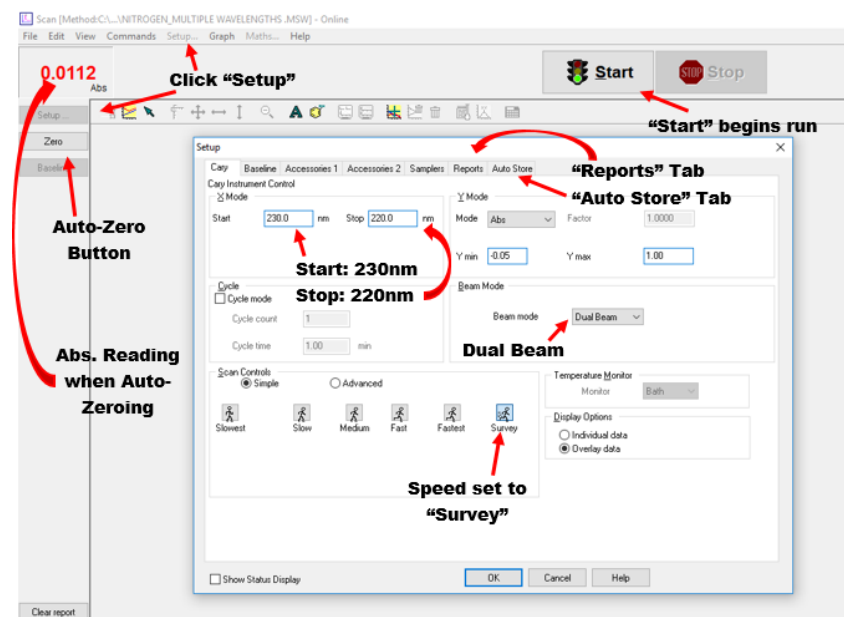 Scan [Method:C:\...\NITROGEN_MULTIPLE WAVELENGTHS .MSW] - Online
File Edit View Commands Setup... Graph Maths... Help
0.0112
Abs
Click “Setup”
Start
STOP Stop
“Start” begins run
Setup ...
Zero
Baseline
Auto-Zero
Button
Abs. Reading
when Auto-
Zeroing
Clear report
Setup
Cary Baseline Accessories 1 Accessories 2 Samplers Reports Auto Store
“Reports” Tab
“Auto Store” Tab
Cary Instrument Control
X Mode
Start 230.0 nm Stop 220.0 nm
Start: 230nm
Stop: 220nm
Y Mode
Mode Abs Factor 1.0000
Y min -0.05 Y max 1.00
Cycle
Cycle mode
Cycle count 1
Cycle time 1.00 min
Beam Mode
Beam mode Dual Beam
Dual Beam
Scan Controls
Simple Advanced
Slowest Slow Medium Fast Fastest Survey
Speed set to
“Survey”
Temperature Monitor
Monitor Bath
Display Options
Individual data
Overlay data
Show Status Display
OK Cancel Help